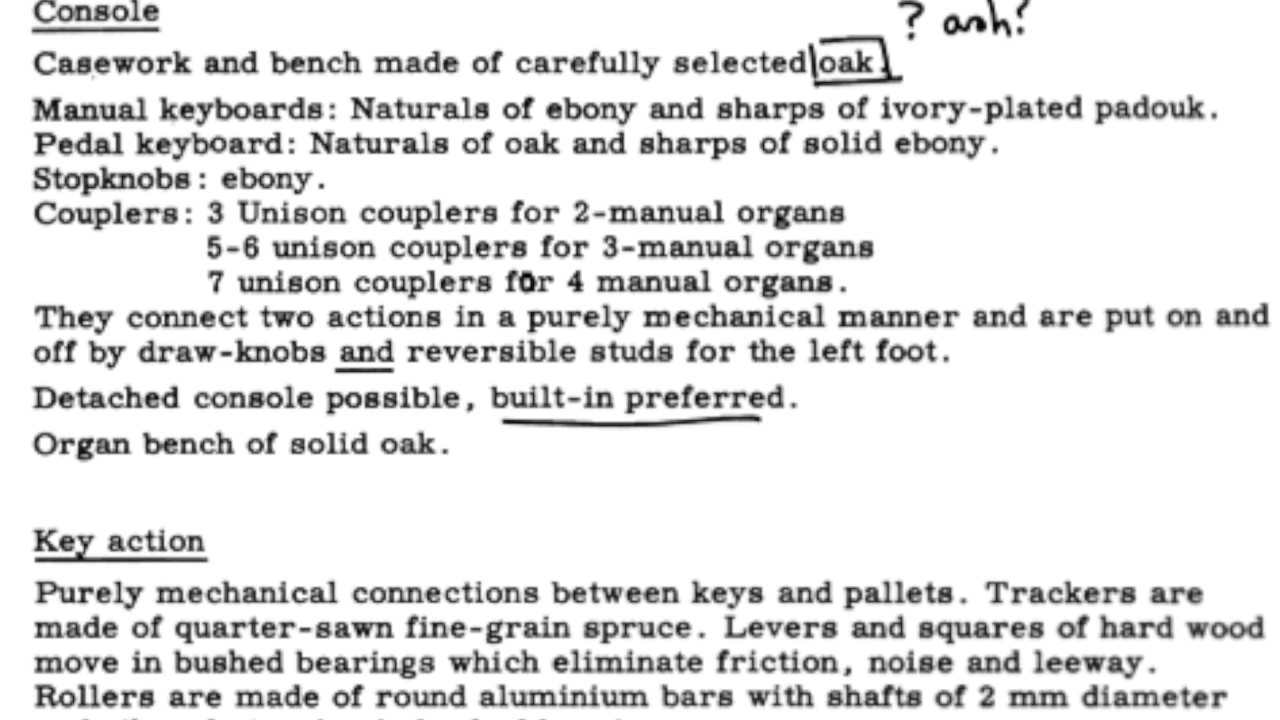 Console
? ash?
Casework and bench made of carefully selected oak.
Manual keyboards: Naturals of ebony and sharps of ivory-plated padouk.
Pedal keyboard: Naturals of oak and sharps of solid ebony.
Stopknobs: ebony.
Couplers: 3 Unison couplers for 2-manual organs
5-6 unison couplers for 3-manual organs
7 unison couplers for 4 manual organs.
They connect two actions in a purely mechanical manner and are put on and
off by draw-knobs and reversible studs for the left foot.
Detached console possible, built-in preferred.
Organ bench of solid oak.
Key action
Purely mechanical connections between keys and pallets. Trackers are
made of quarter-sawn fine-grain spruce. Levers and squares of hard wood
move in bushed bearings which eliminate friction, noise and leeway.
Rollers are made of round aluminium bars with shafts of 2 mm diameter